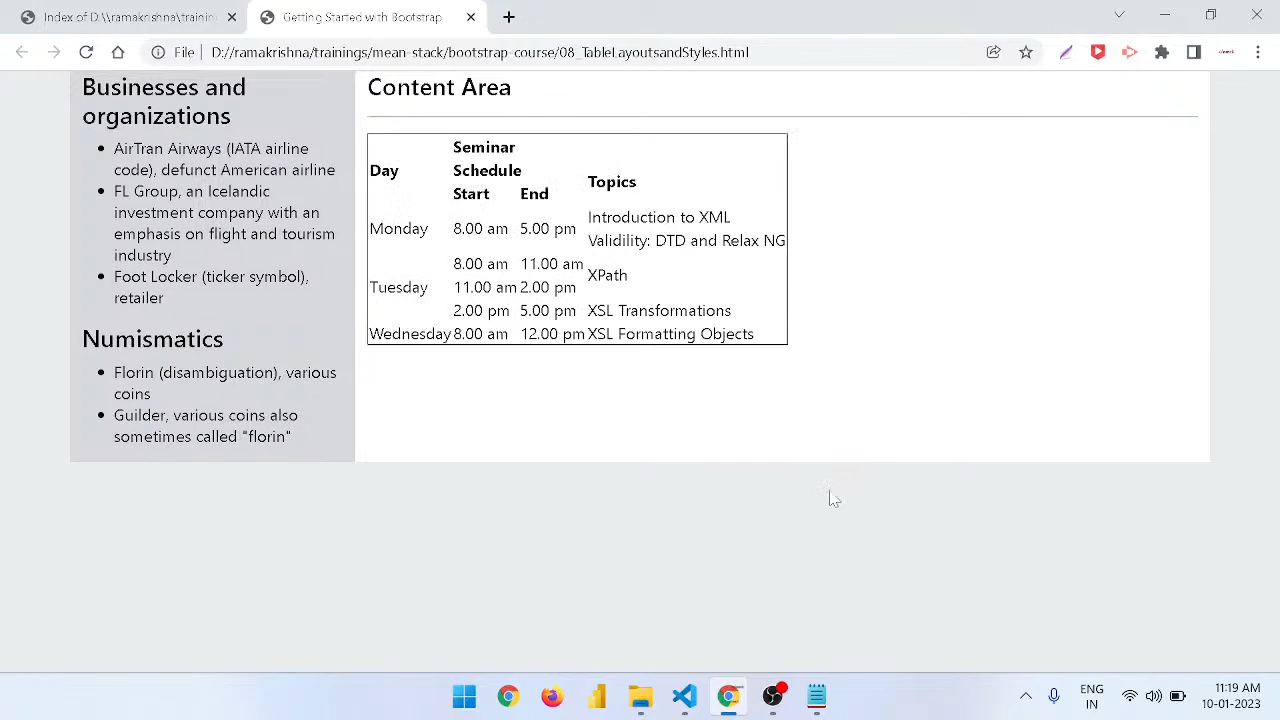 Index of D:\\ramakrishna\trainin
Getting Started with Bootstrap
File
D://ramakrishna/trainings/mean-stack/bootstrap-course/08_TableLayoutsandStyles.html
Businesses and
organizations
AirTran Airways (IATA airline
code), defunct American airline
FL Group, an Icelandic
investment company with an
emphasis on flight and tourism
industry
Foot Locker (ticker symbol),
retailer
Numismatics
Florin (disambiguation), various
coins
Guilder, various coins also
sometimes called "florin"
Content Area
Day
Seminar
Schedule
Start End
Topics
Monday 8.00 am 5.00 pm
Introduction to XML
Validility: DTD and Relax NG
Tuesday
8.00 am 11.00 am
11.00 am 2.00 pm
XPath
2.00 pm 5.00 pm XSL Transformations
Wednesday 8.00 am 12.00 pm XSL Formatting Objects
ENG
IN
11:19 AM
10-01-2023